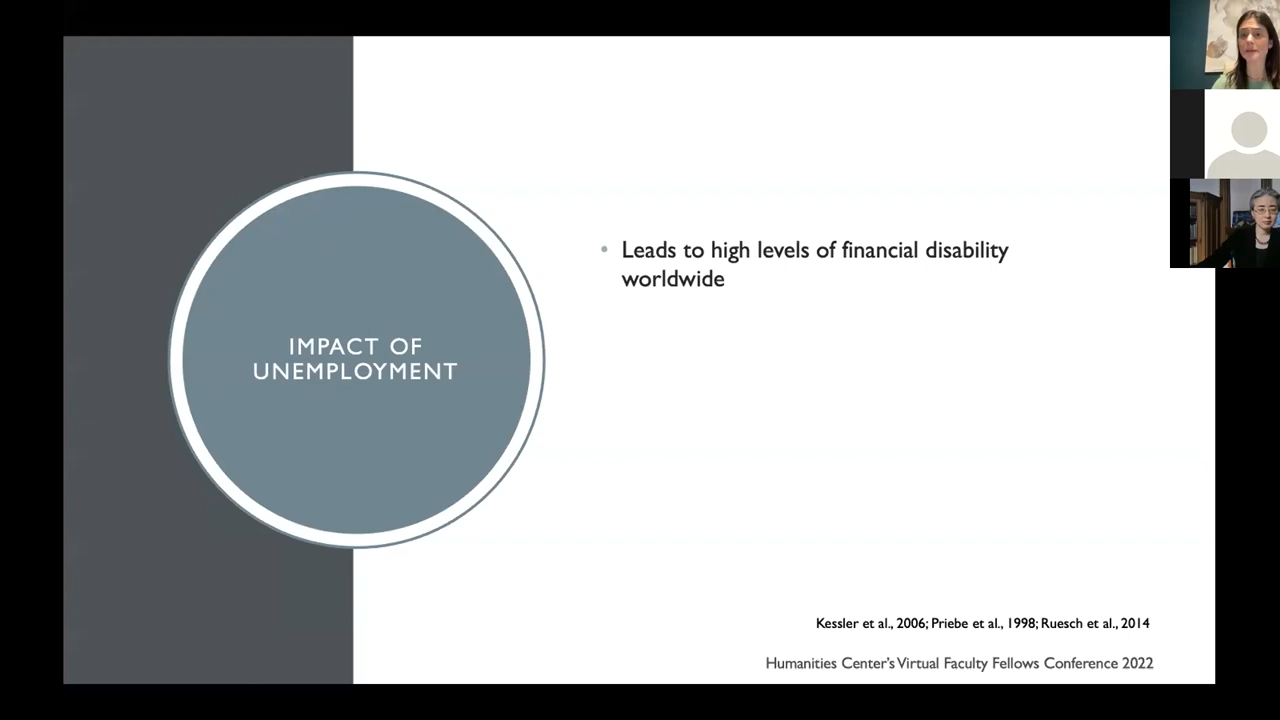 IMPACT OF
UNEMPLOYMENT
• Leads to high levels of financial disability
worldwide
Kessler et al., 2006; Priebe et al., 1998; Ruesch et al., 2014
Humanities Center's Virtual Faculty Fellows Conference 2022